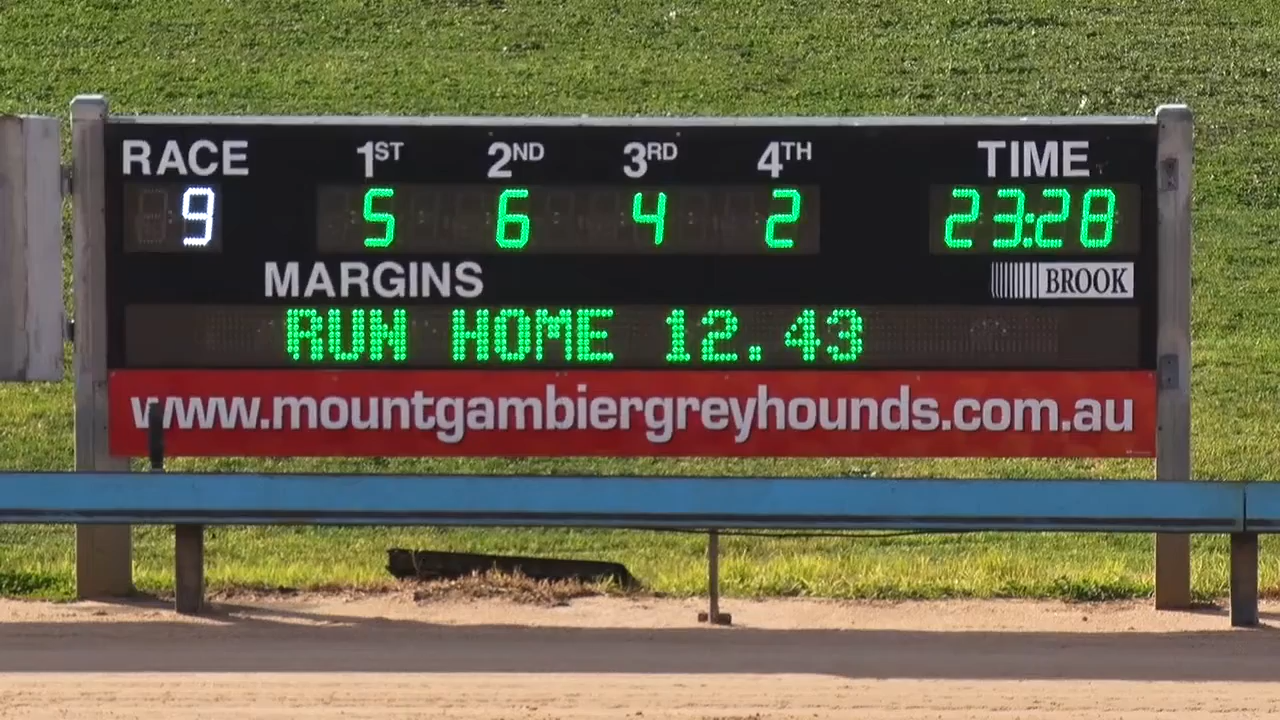 RACE 1ST 2ND 3RD 4TH TIME
9 5 6 4 2 23:28
MARGINS BROOK
RUN HOME 12.43
www.mountgambiergreyhounds.com.au